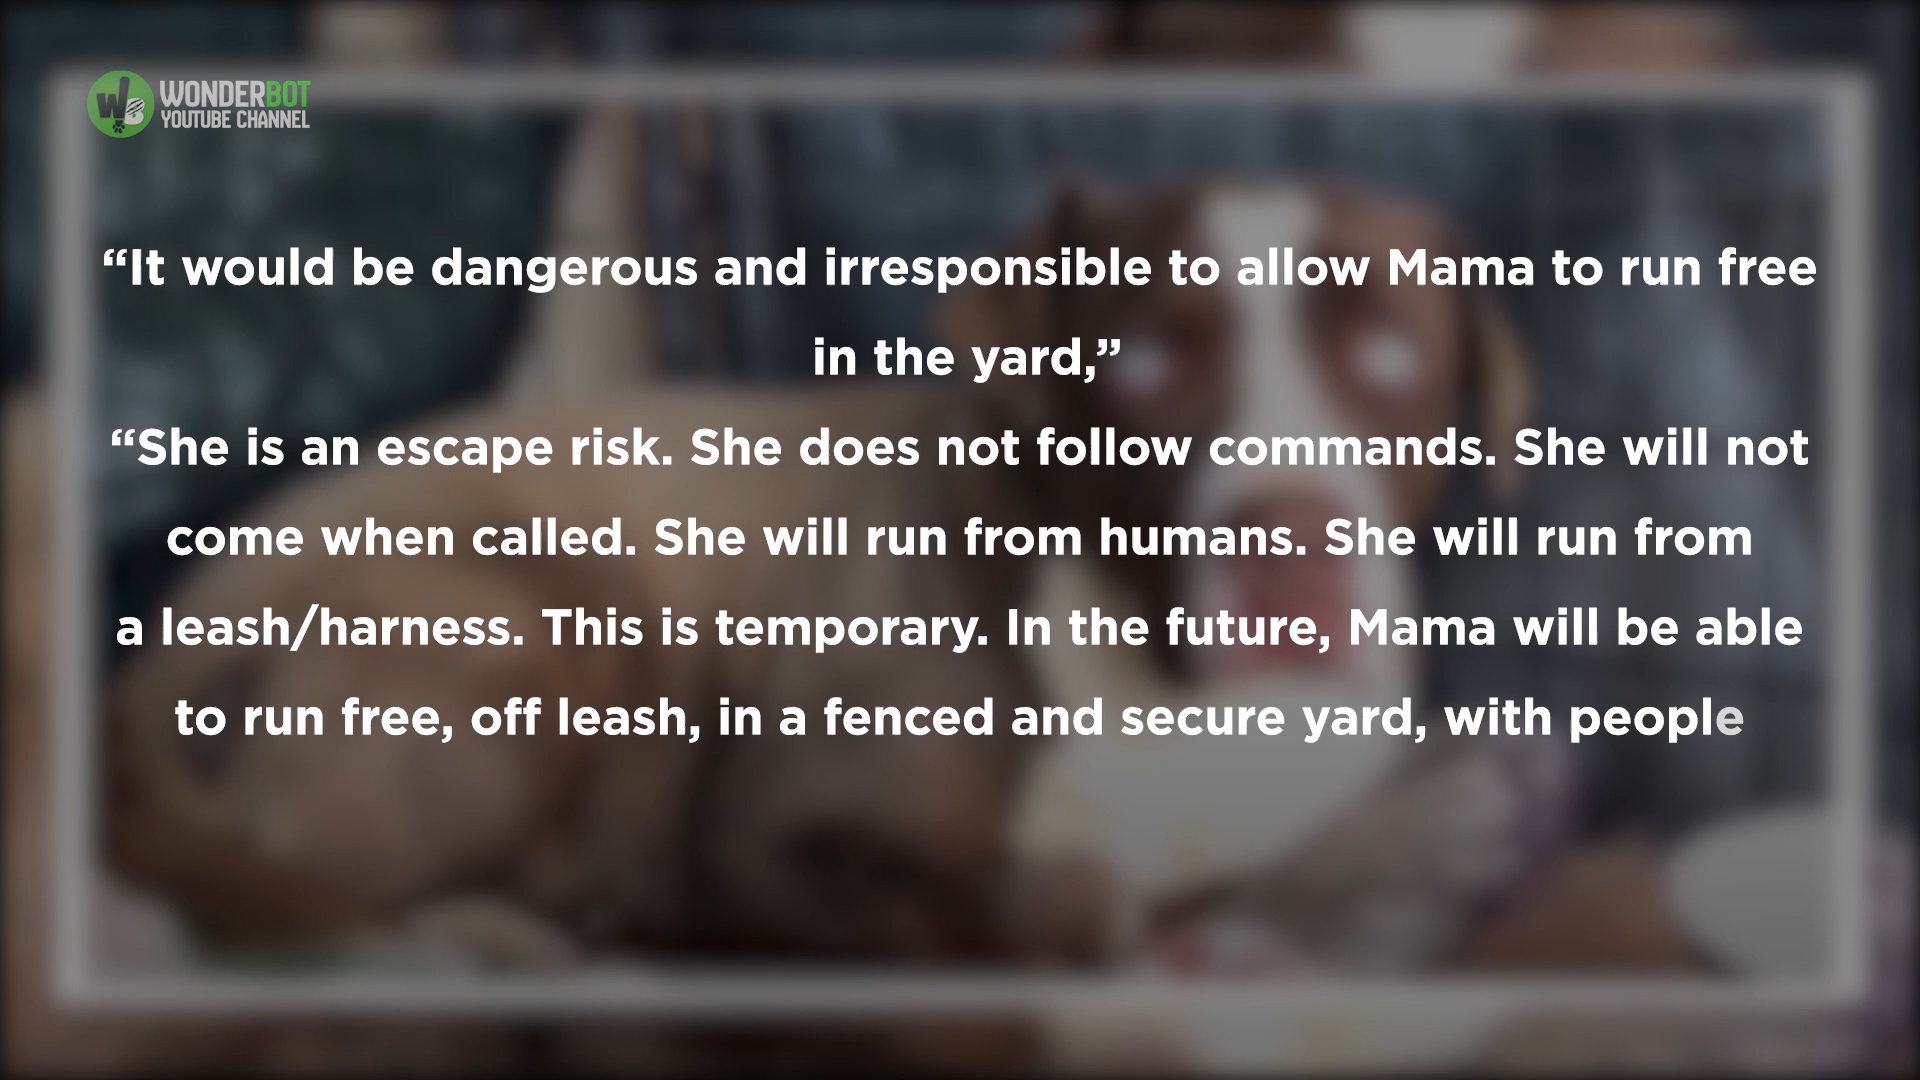 WONDERBOT
YOUTUBE CHANNEL
“It would be dangerous and irresponsible to allow Mama to run free
in the yard,”
“She is an escape risk. She does not follow commands. She will not
come when called. She will run from humans. She will run from
a leash/harness. This is temporary. In the future, Mama will be able
to run free, off leash, in a fenced and secure yard, with people